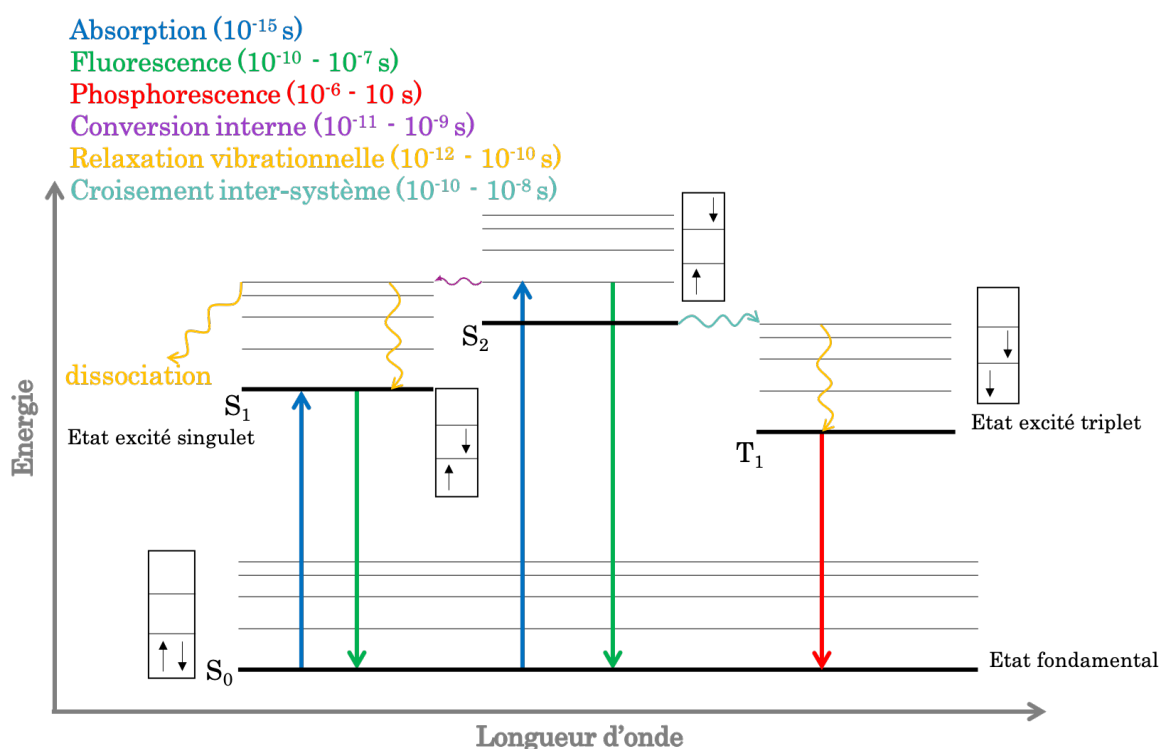 Absorption (10⁻¹⁵ s)
Fluorescence (10⁻¹⁰ - 10⁻⁷ s)
Phosphorescence (10⁻⁶ - 10 s)
Conversion interne (10⁻¹¹ - 10⁻⁹ s)
Relaxation vibrationnelle (10⁻¹² - 10⁻¹⁰ s)
Croisement inter-système (10⁻¹⁰ - 10⁻⁸ s)
S₂
dissociation
S₁
Etat excité singulet
Etat excité triplet
T₁
Energie
S₀
Etat fondamental
Longueur d’onde